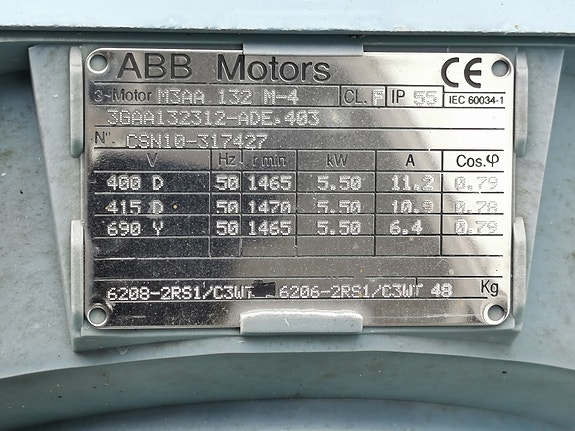 ABB Motors CE
3~Motor M3AA 132 M-4 CL. F IP 55 IEC 60034-1
3GAA132312-ADE.403
N°. CSN10-317427
V Hz r/min kW A Cos.φ
400 D 50 1465 5.50 11.2 0.79
415 D 50 1470 5.50 10.9 0.78
690 Y 50 1465 5.50 6.4 0.79
6208-2RS1/C3WT 6206-2RS1/C3WT 48 Kg